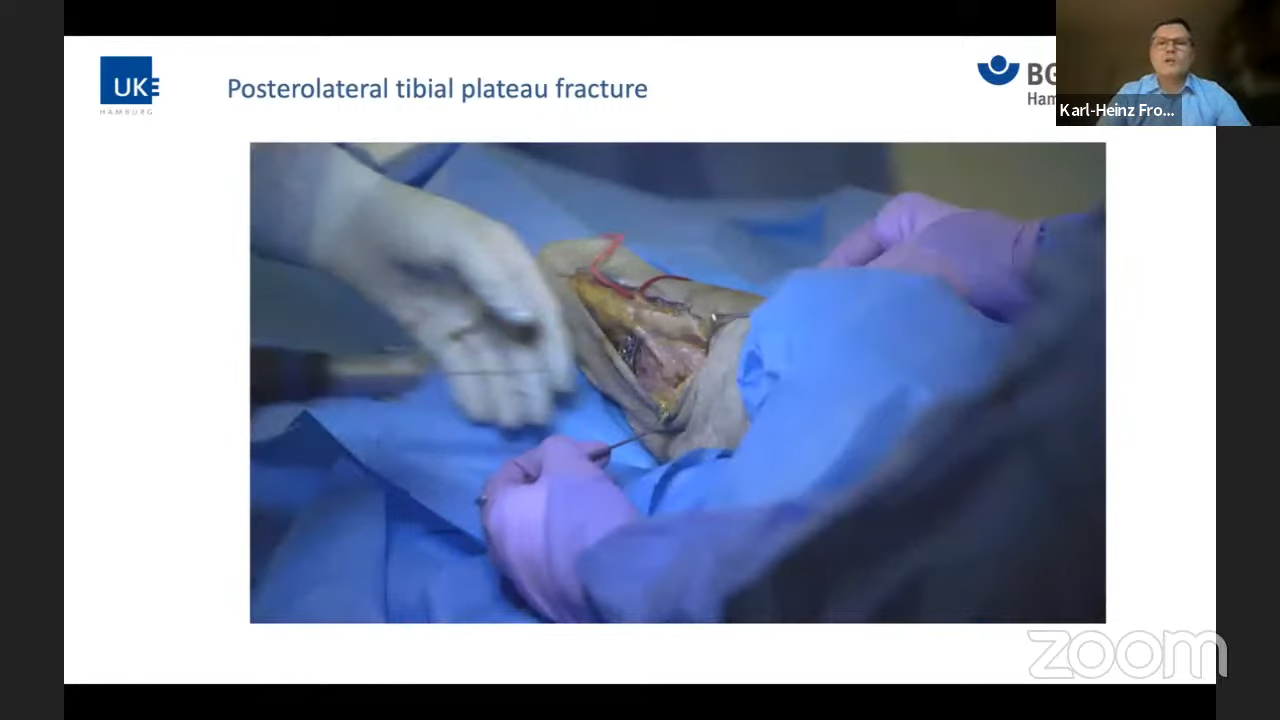 UKE
HAMBURG
Posterolateral tibial plateau fracture
BG
Ham
Karl-Heinz Fro...
zoom